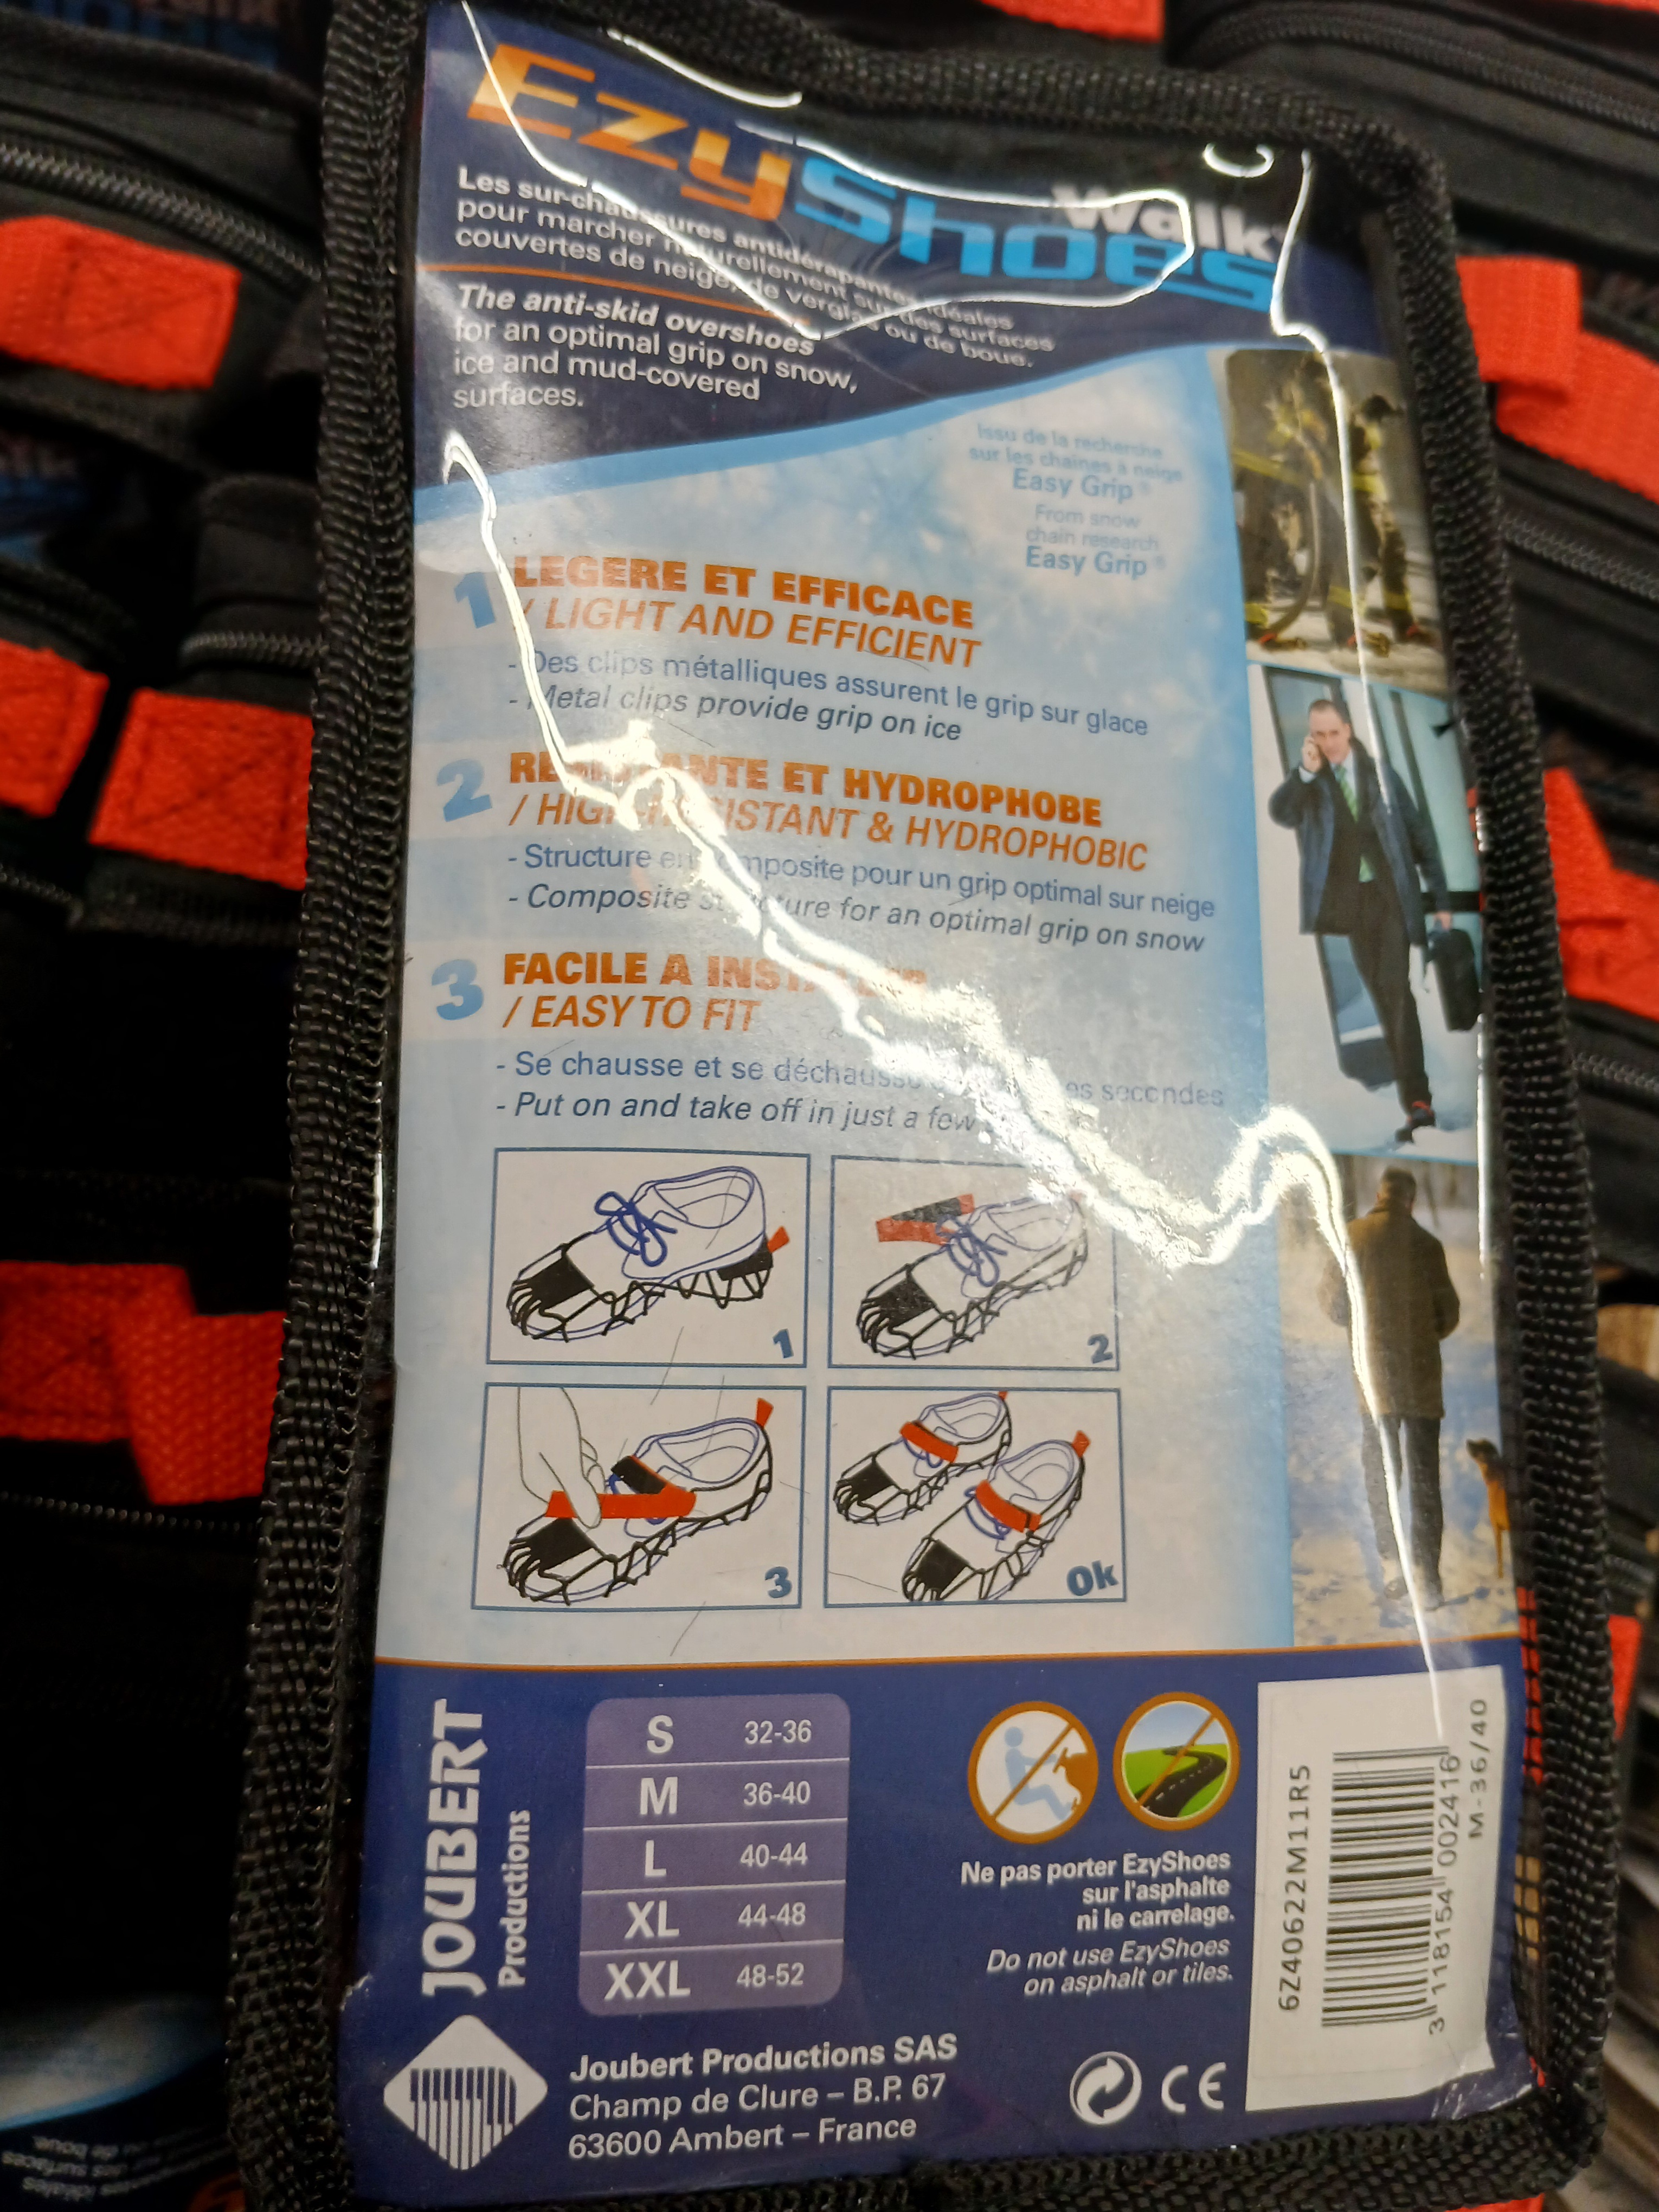 EzyShoes
Walk
Les sur-chaussures antidérapantes idéales
pour marcher naturellement sur des surfaces
couvertes de neige, de verglas ou de boue.
The anti-skid overshoes
for an optimal grip on snow,
ice and mud-covered
surfaces.
Issu de la recherche
sur les chaines à neige
Easy Grip®
From snow
chain research
Easy Grip®
1 LEGERE ET EFFICACE
/ LIGHT AND EFFICIENT
- Des clips métalliques assurent le grip sur glace
- Metal clips provide grip on ice
2 ET HYDROPHOBE
/ & HYDROPHOBIC
- Structure en composite pour un grip optimal sur neige
- Composite structure for an optimal grip on snow
3 FACILE A INSTALLER
/ EASY TO FIT
- Se chausse et se déchausse secondes
- Put on and take off in just a few
1
2
3
Ok
JOUBERT
Productions
S 32-36
M 36-40
L 40-44
XL 44-48
XXL 48-52
Ne pas porter EzyShoes
sur l'asphalte
ni le carrelage.
Do not use EzyShoes
on asphalt or tiles.
Joubert Productions SAS
Champ de Clure – B.P. 67
63600 Ambert – France
CE
6Z40622M11R5
3 118154 002416
M-36/40